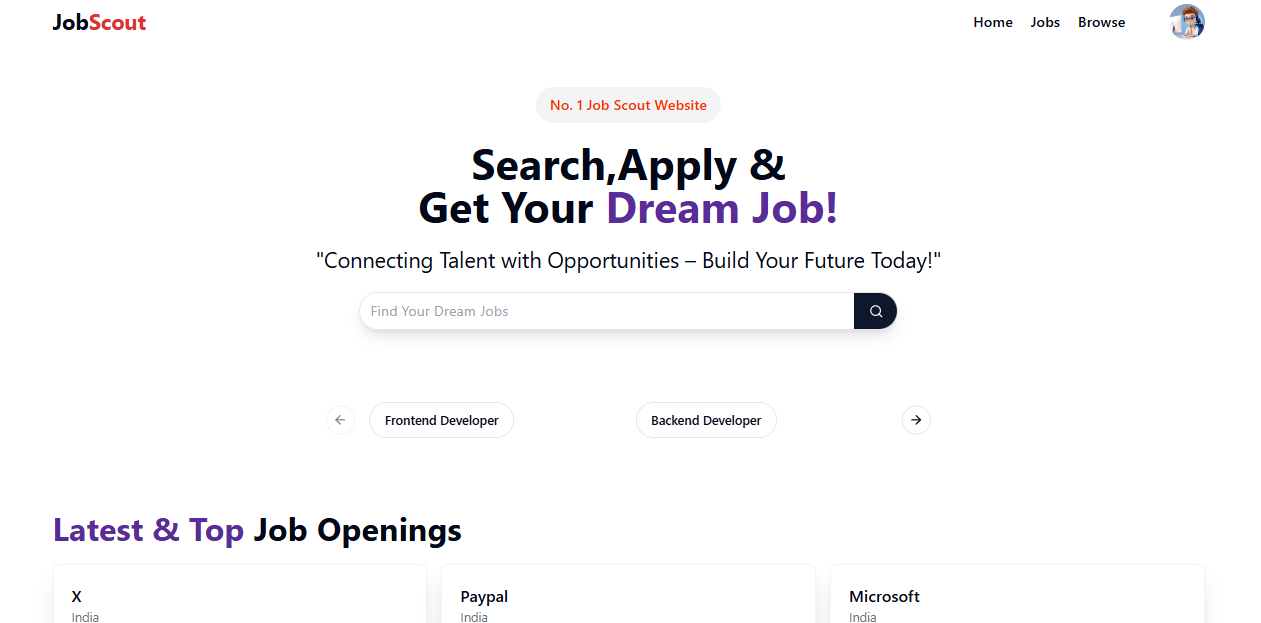 JobScout
Home Jobs Browse
No. 1 Job Scout Website
Search,Apply &
Get Your Dream Job!
"Connecting Talent with Opportunities – Build Your Future Today!"
Find Your Dream Jobs
Frontend Developer Backend Developer
Latest & Top Job Openings
X Paypal Microsoft
India India India